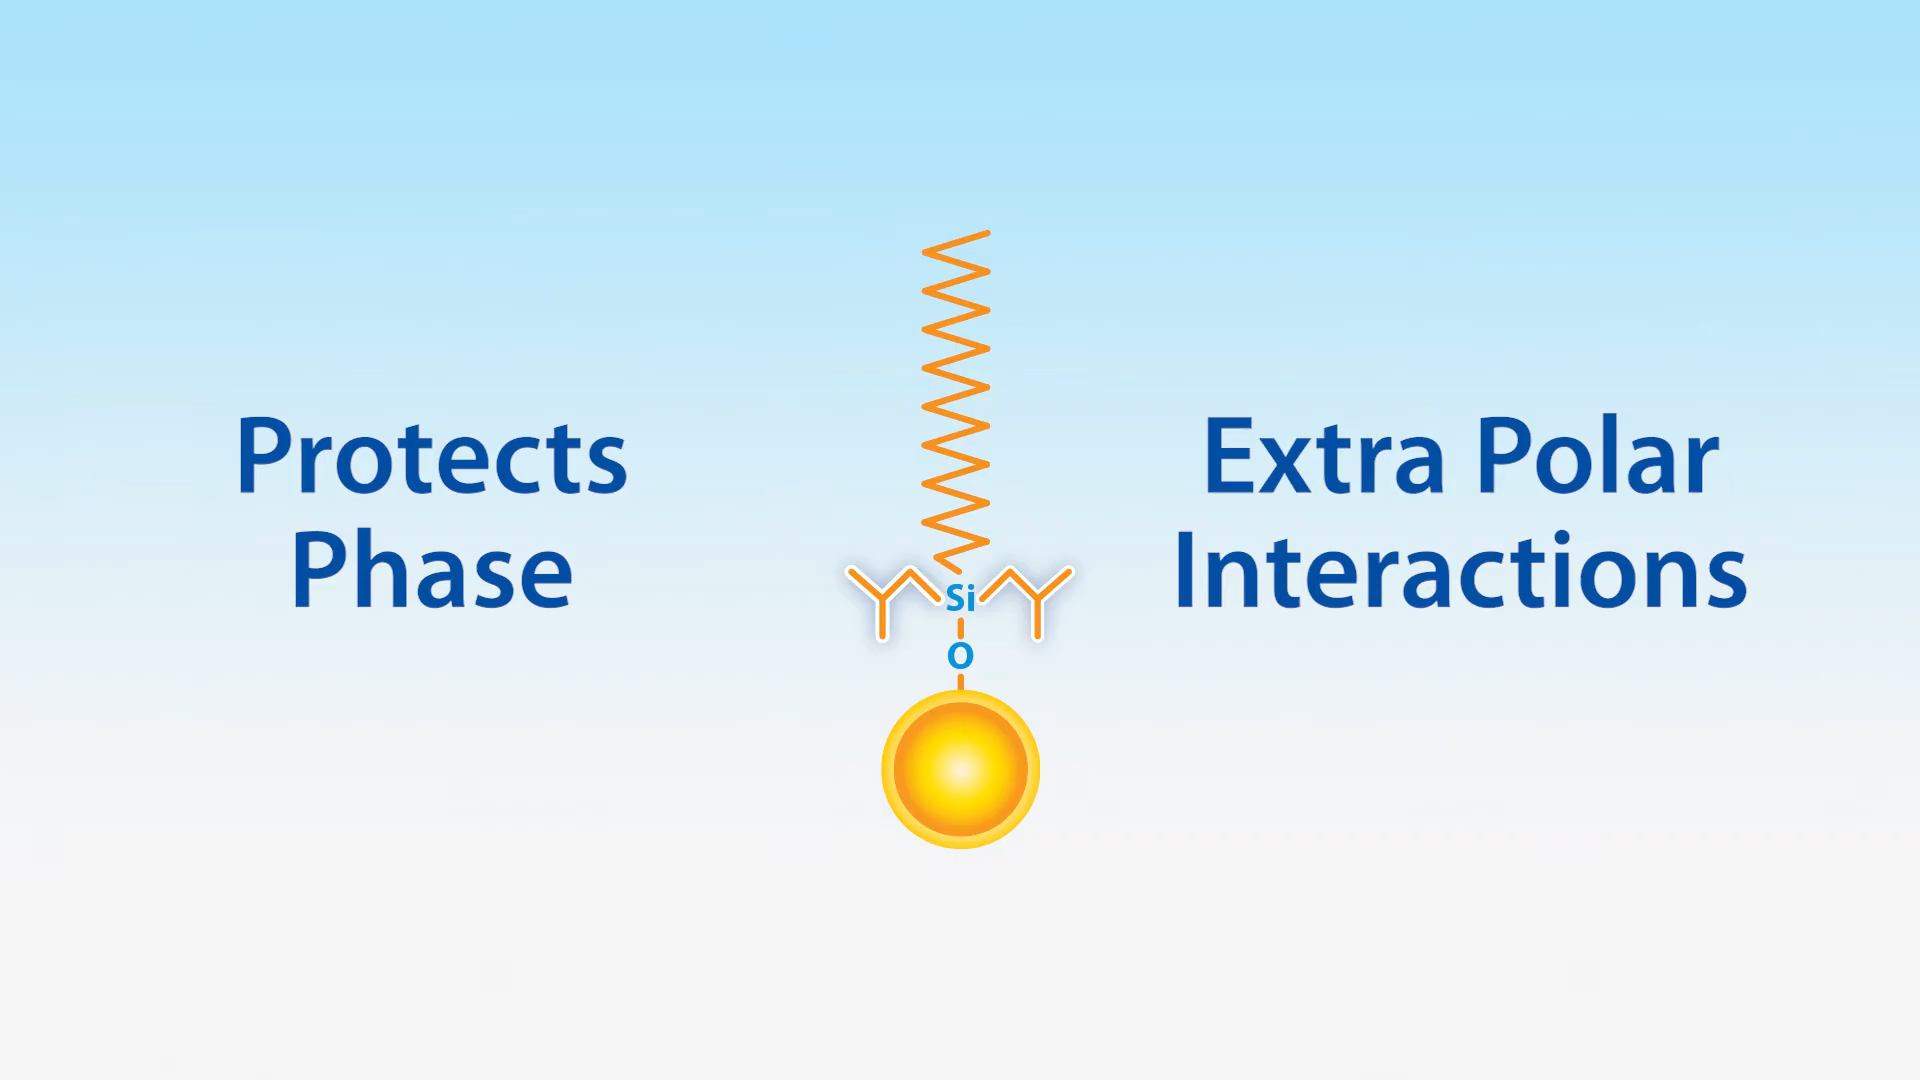 Protects
Phase
Si
O
Extra Polar
Interactions